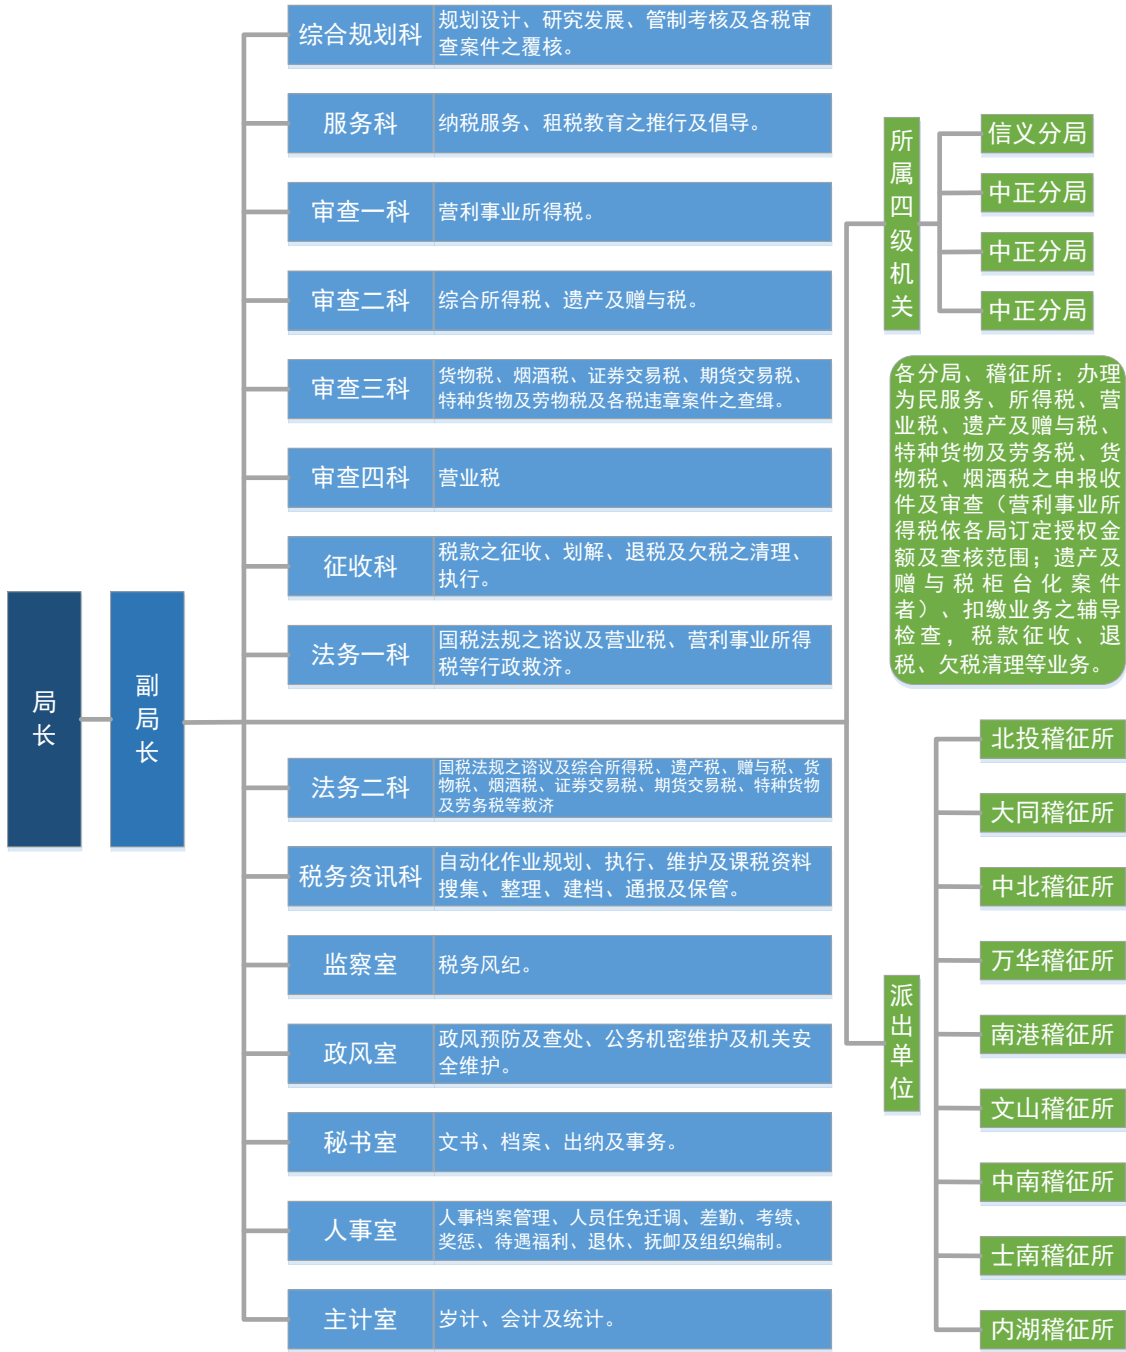 局
长
副
局
长
综合规划科
规划设计、研究发展、管制考核及各税审
查案件之覆核。
服务科
纳税服务、租税教育之推行及倡导。
审查一科
营利事业所得税。
审查二科
综合所得税、遗产及赠与税。
审查三科
货物税、烟酒税、证券交易税、期货交易税、
特种货物及劳物税及各税违章案件之查缉。
审查四科
营业税
征收科
税款之征收、划解、退税及欠税之清理、
执行。
法务一科
国税法规之谘议及营业税、营利事业所得
税等行政救济。
法务二科
国税法规之谘议及综合所得税、遗产税、赠与税、货
物税、烟酒税、证券交易税、期货交易税、特种货物
及劳务税等救济
税务资讯科
自动化作业规划、执行、维护及课税资料
搜集、整理、建档、通报及保管。
监察室
税务风纪。
政风室
政风预防及查处、公务机密维护及机关安
全维护。
秘书室
文书、档案、出纳及事务。
人事室
人事档案管理、人员任免迁调、差勤、考绩、
奖惩、待遇福利、退休、抚卹及组织编制。
主计室
岁计、会计及统计。
所
属
四
级
机
关
信义分局
中正分局
中正分局
中正分局
各分局、稽征所：办理
为民服务、所得税、营
业税、遗产及赠与税、
特种货物及劳务税、货
物税、烟酒税之申报收
件及审查（营利事业所
得税依各局订定授权金
额及查核范围；遗产及
赠与税柜台化案件
者）、扣缴业务之辅导
检查，税款征收、退
税、欠税清理等业务。
派
出
单
位
北投稽征所
大同稽征所
中北稽征所
万华稽征所
南港稽征所
文山稽征所
中南稽征所
士南稽征所
内湖稽征所